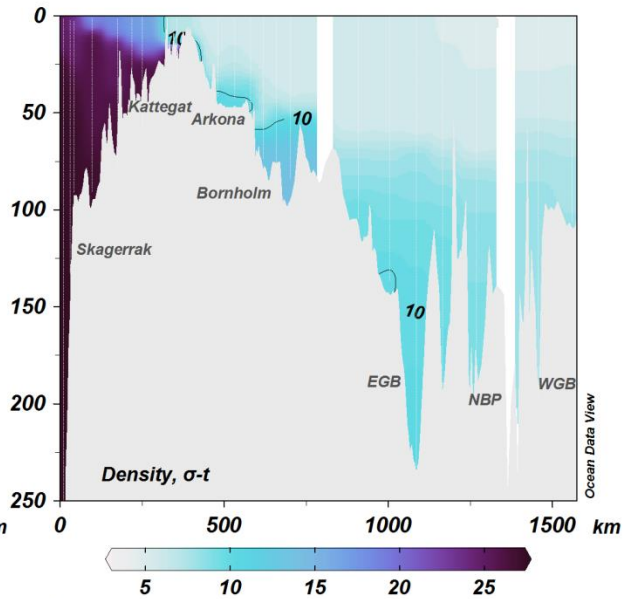 0
10
Kattegat
50
Arkona
10
Bornholm
100
Skagerrak
150
10
EGB
NBP
WGB
200
Density, σ-t
Ocean Data View
250
m
0
500
1000
1500
km
5
10
15
20
25